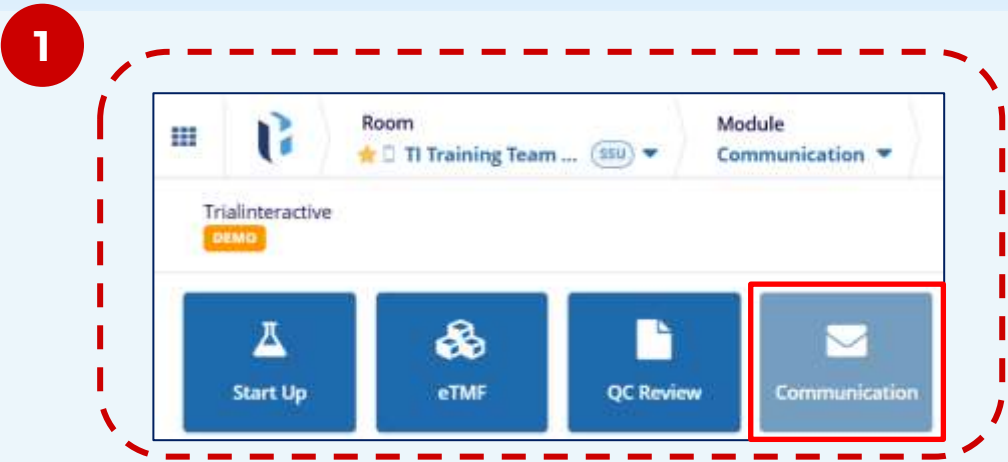 1
Room
Module
TI Training Team ... SSU
Communication
Trialinteractive
DEMO
Start Up
eTMF
QC Review
Communication